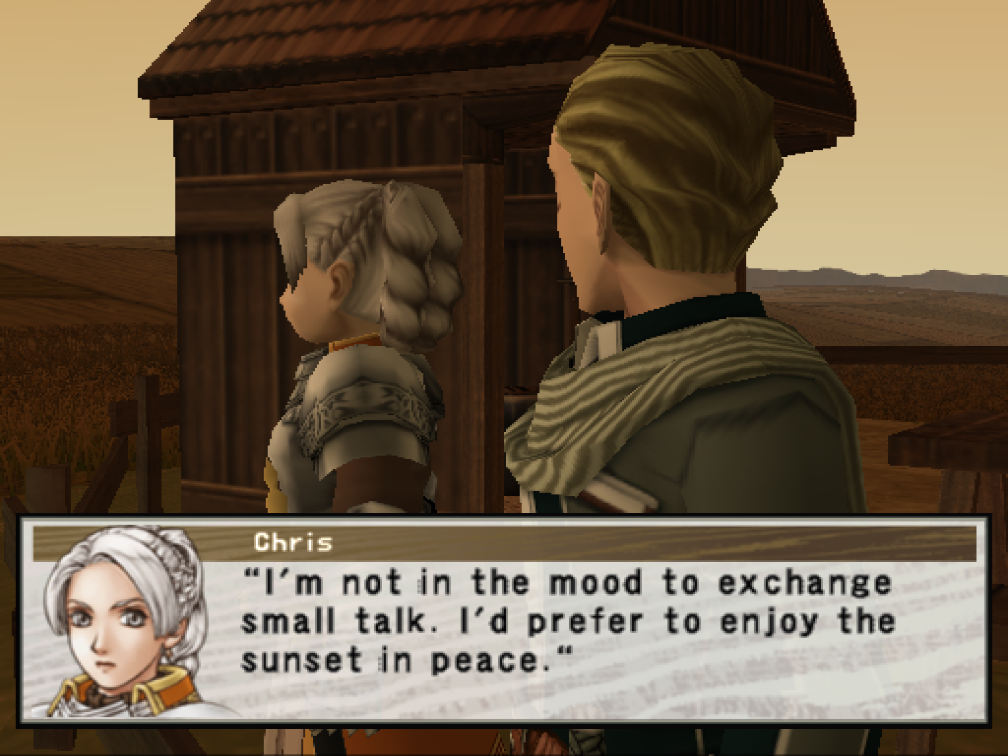 Chris
“I'm not in the mood to exchange
small talk. I'd prefer to enjoy the
sunset in peace.“